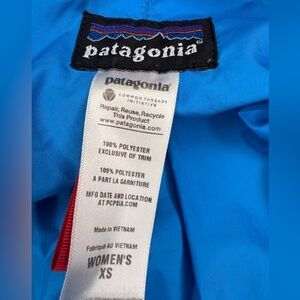 patagonia®
patagonia®
COMMON THREADS
INITIATIVE
Repair, Reuse, Recycle
This Product
www.patagonia.com
100% POLYESTER
EXCLUSIVE OF TRIM
100% POLYESTER
A PART LA GARNITURE
MFG DATE AND LOCATION
AT PCPSIA.COM
Made in VIETNAM
Fabriqué AU VIETNAM
WOMEN'S
XS